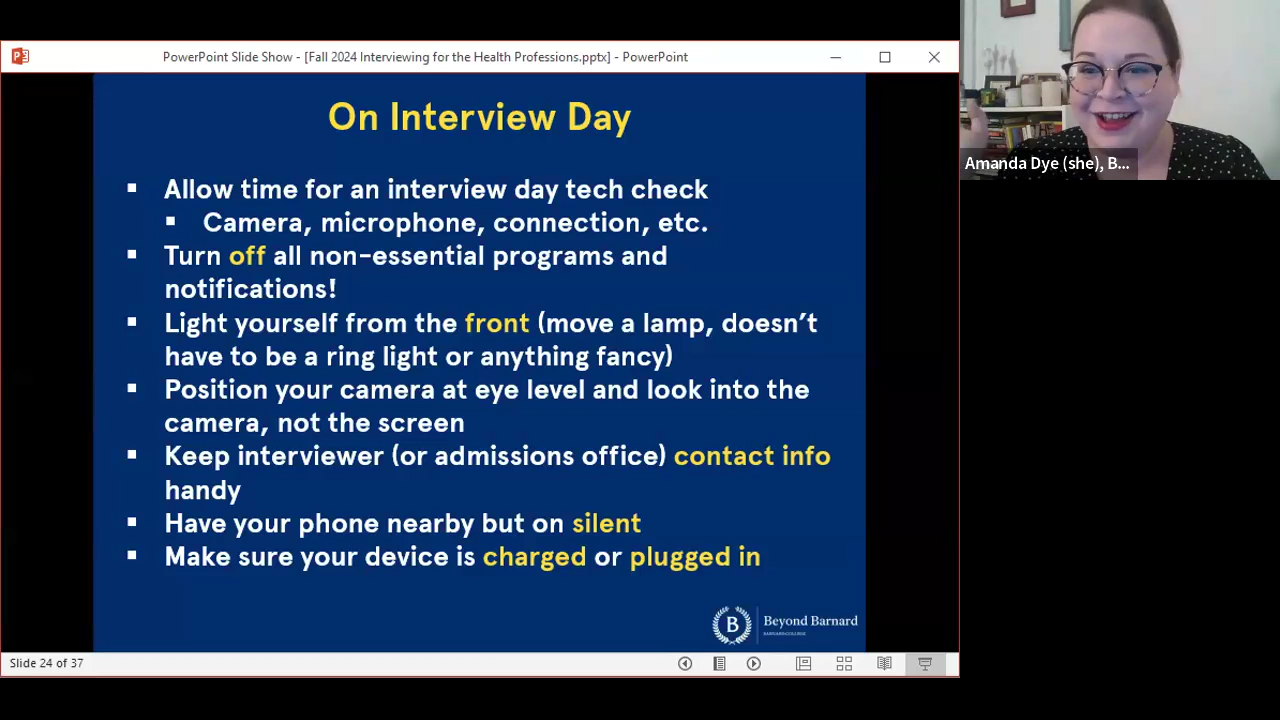 PowerPoint Slide Show - [Fall 2024 Interviewing for the Health Professions.pptx] - PowerPoint
On Interview Day
▪ Allow time for an interview day tech check
▪ Camera, microphone, connection, etc.
▪ Turn off all non-essential programs and
notifications!
▪ Light yourself from the front (move a lamp, doesn't
have to be a ring light or anything fancy)
▪ Position your camera at eye level and look into the
camera, not the screen
▪ Keep interviewer (or admissions office) contact info
handy
▪ Have your phone nearby but on silent
▪ Make sure your device is charged or plugged in
B
Beyond Barnard
BARNARD COLLEGE
Slide 24 of 37
Amanda Dye (she), B...